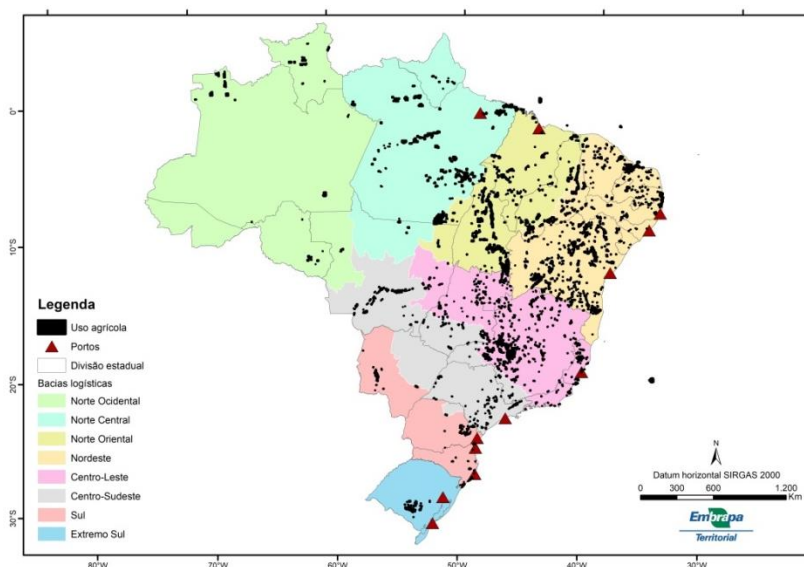 0°
10°S
20°S
30°S
80°W
70°W
60°W
50°W
40°W
30°W
Legenda
Uso agrícola
Portos
Divisão estadual
Bacias logísticas
Norte Ocidental
Norte Central
Norte Oriental
Nordeste
Centro-Leste
Centro-Sudeste
Sul
Extremo Sul
N
Datum horizontal SIRGAS 2000
0 300 600 1.200
Km
Embrapa
Territorial